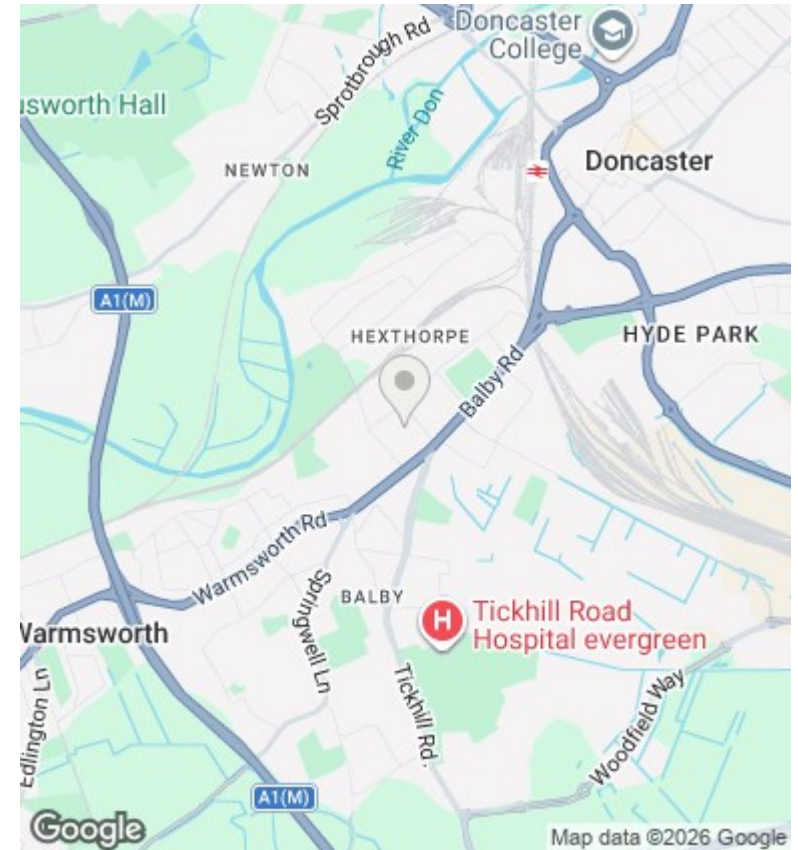 Doncaster
College
Sprotbrough Rd
usworth Hall
River Don
NEWTON
Doncaster
A1(M)
HEXTHORPE
HYDE PARK
Balby Rd
Warmsworth Rd
Springwell Ln
BALBY
H
Tickhill Road
Hospital evergreen
Warmsworth
Edlington Ln
Tickhill Rd
Woodfield Way
A1(M)
Google
Map data ©2026 Google